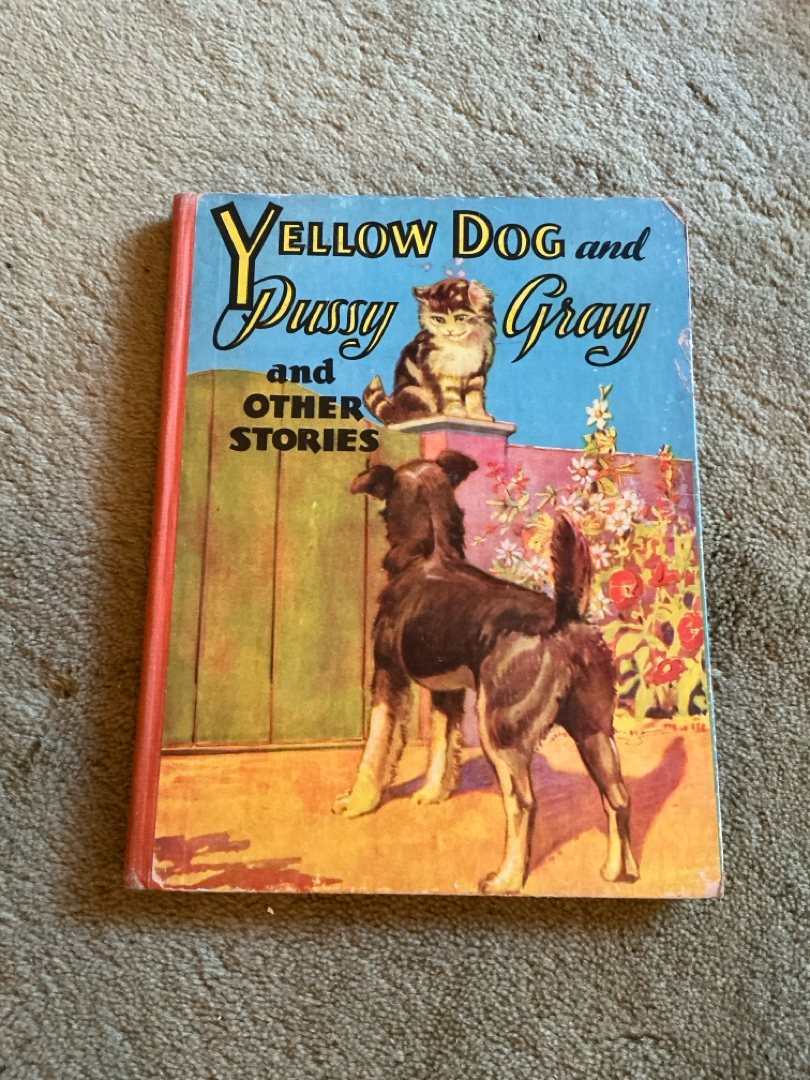 YELLOW DOG and
Pussy Gray
and
OTHER
STORIES